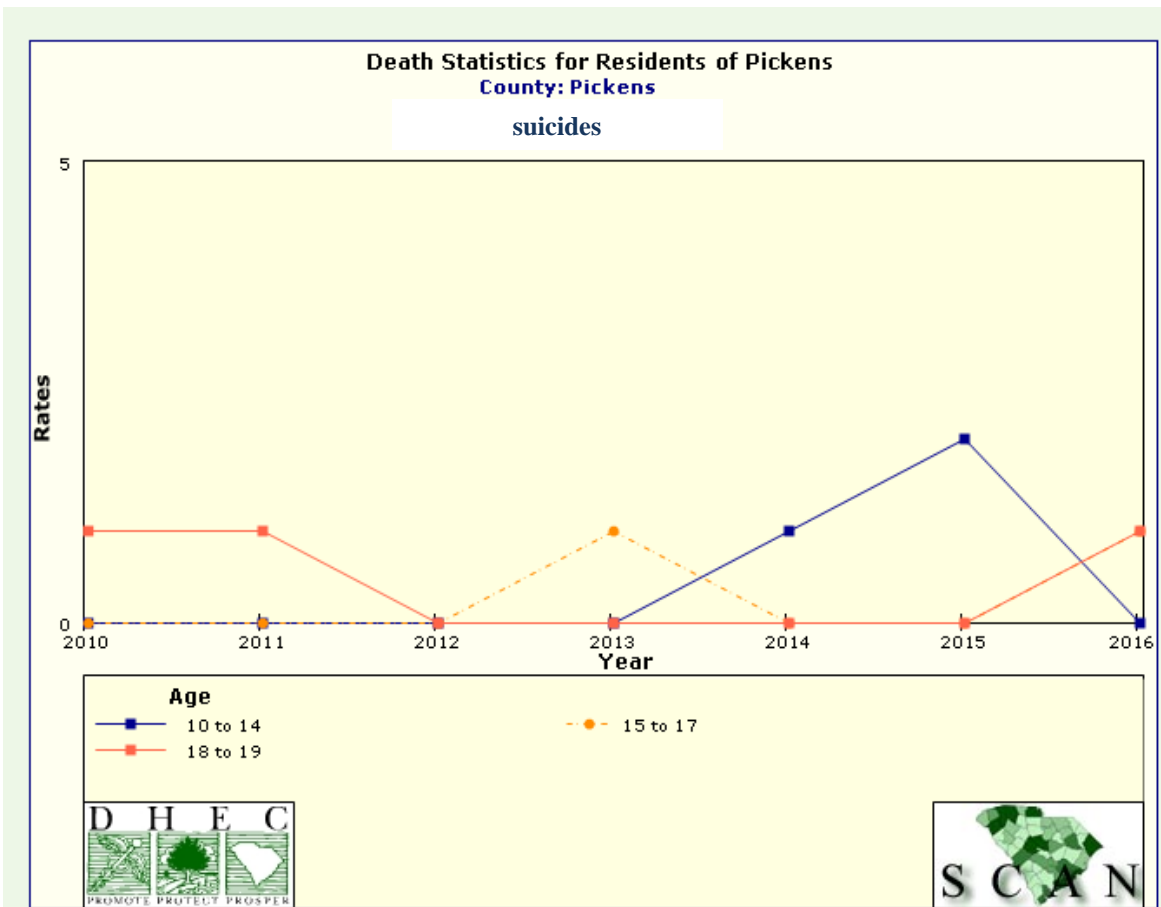 Death Statistics for Residents of Pickens
County: Pickens
suicides
5
Rates
0
2010 2011 2012 2013 2014 2015 2016
Year
Age
10 to 14 15 to 17
18 to 19
D H E C
PROMOTE PROTECT PROSPER
S C A N